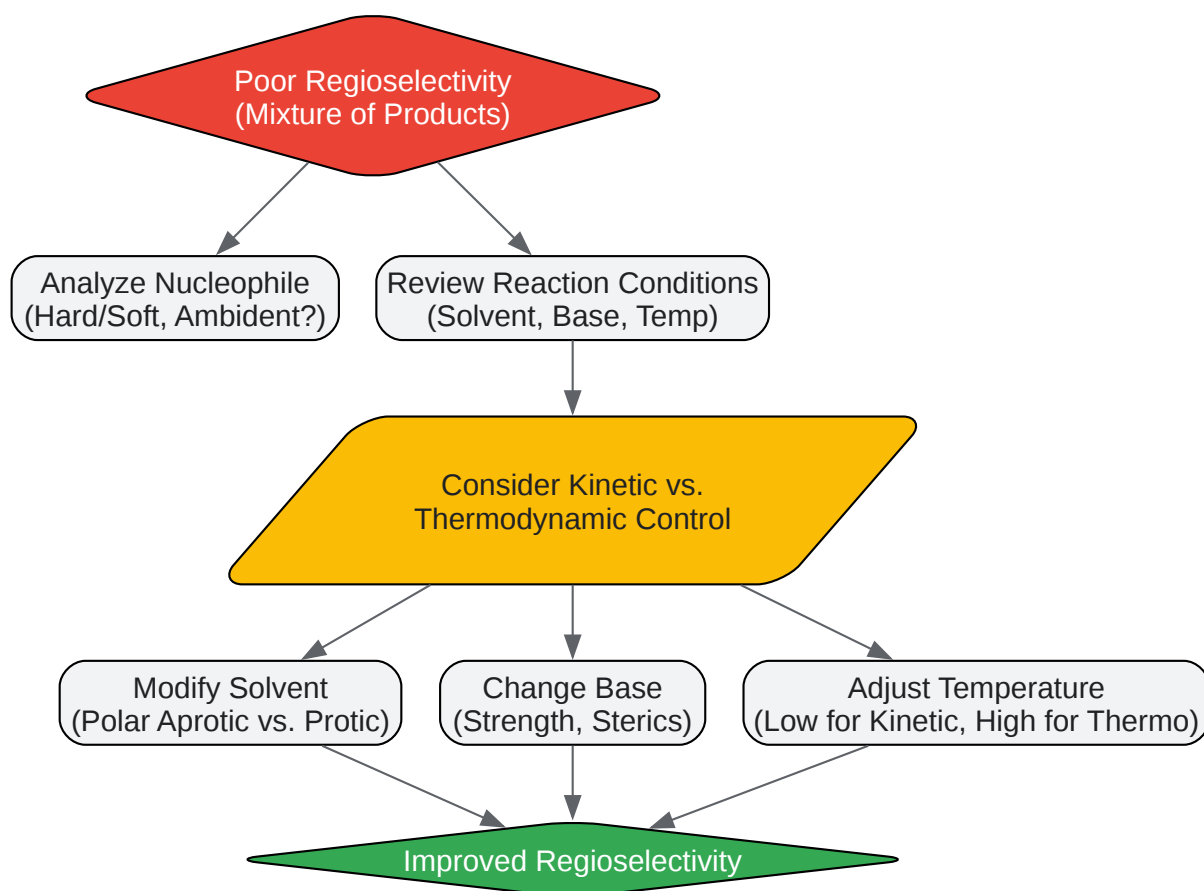 Poor Regioselectivity
(Mixture of Products)
Analyze Nucleophile
(Hard/Soft, Ambident?)
Review Reaction Conditions
(Solvent, Base, Temp)
Consider Kinetic vs.
Thermodynamic Control
Modify Solvent
(Polar Aprotic vs. Protic)
Change Base
(Strength, Sterics)
Adjust Temperature
(Low for Kinetic, High for Thermo)
Improved Regioselectivity